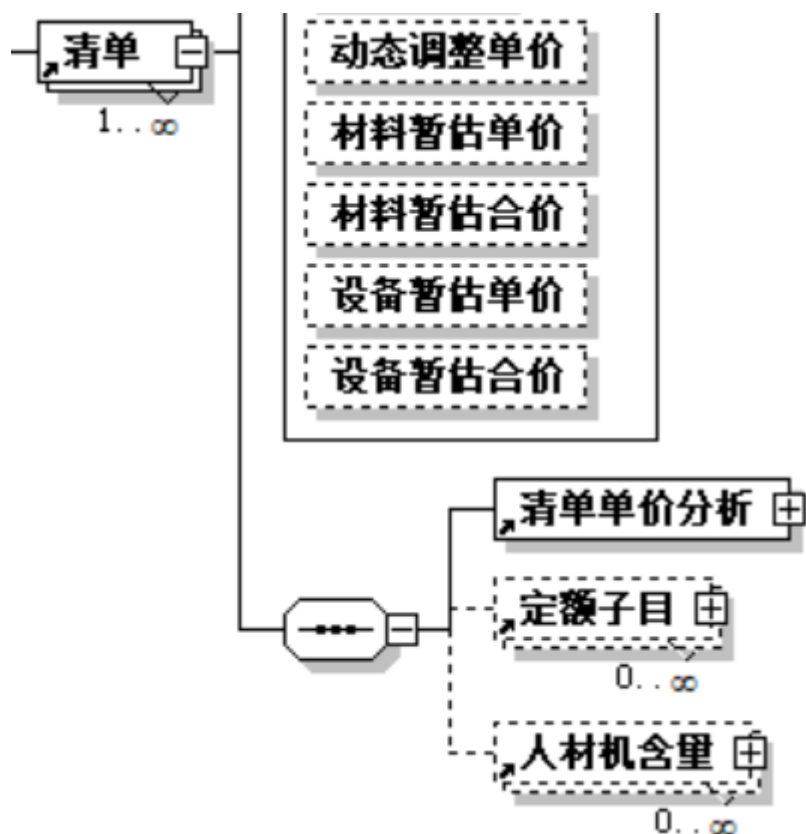 清单
1..∞
动态调整单价
材料暂估单价
材料暂估合价
设备暂估单价
设备暂估合价
清单单价分析
定额子目
0..∞
人材机含量
0..∞